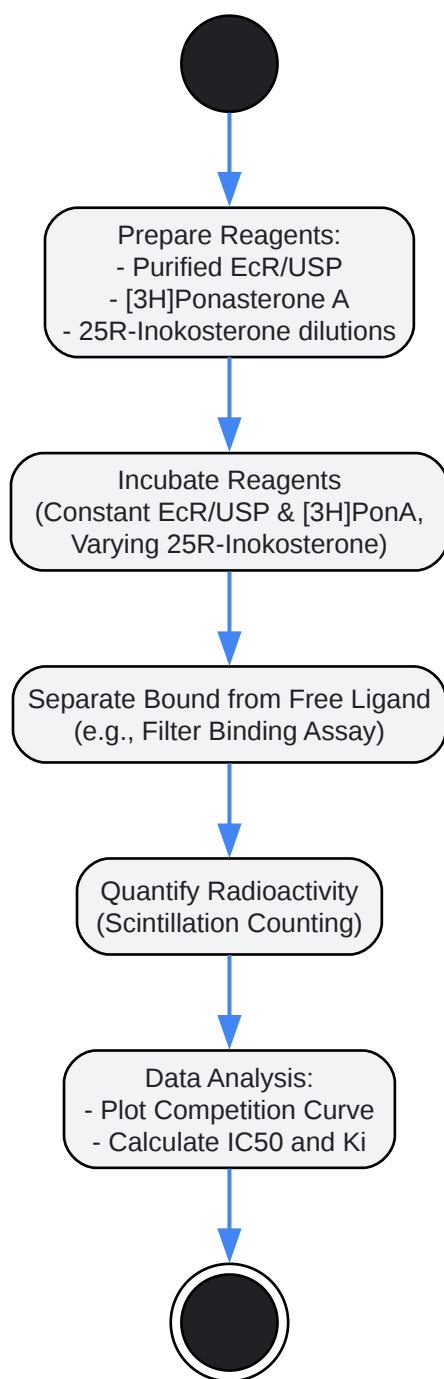 Prepare Reagents:
- Purified EcR/USP
- [3H]Ponasterone A
- 25R-Inokosterone dilutions
Incubate Reagents
(Constant EcR/USP & [3H]PonA,
Varying 25R-Inokosterone)
Separate Bound from Free Ligand
(e.g., Filter Binding Assay)
Quantify Radioactivity
(Scintillation Counting)
Data Analysis:
- Plot Competition Curve
- Calculate IC50 and Ki